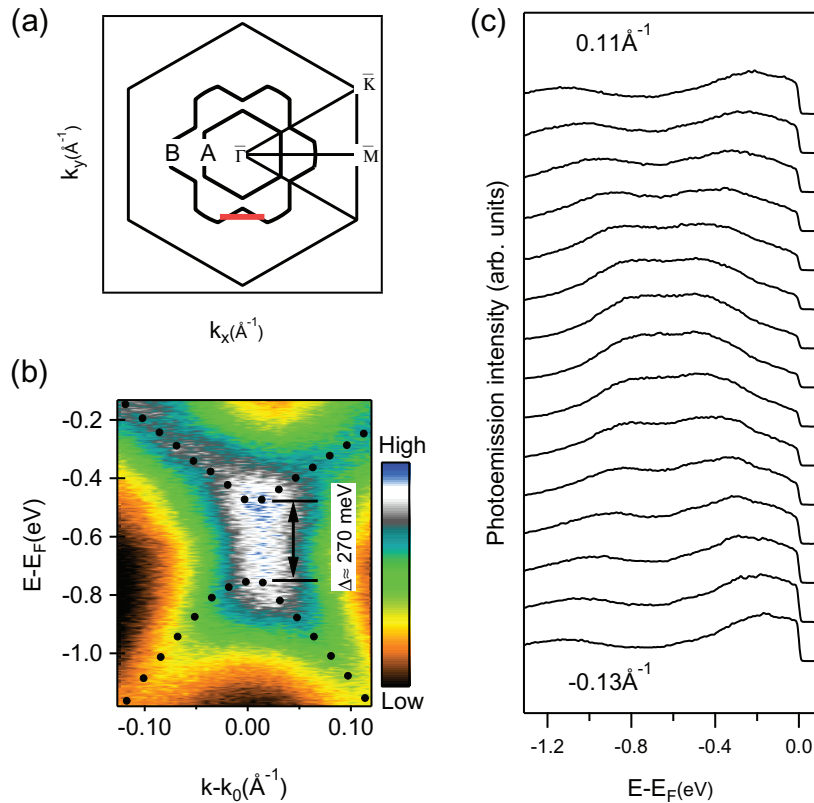 (a)
K̅
B
A
Γ̅
M̅
k_y(Å⁻¹)
k_x(Å⁻¹)
(b)
-0.2
-0.4
-0.6
-0.8
-1.0
E-E_F(eV)
-0.10
0.00
0.10
k-k₀(Å⁻¹)
Δ≈ 270 meV
High
Low
(c)
0.11Å⁻¹
-0.13Å⁻¹
Photoemission intensity (arb. units)
-1.2
-0.8
-0.4
0.0
E-E_F(eV)